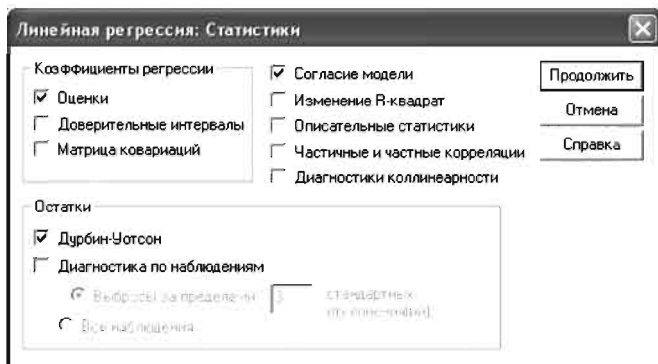 Линейная регрессия: Статистики
Коэффициенты регрессии
Оценки
Доверительные интервалы
Матрица ковариаций
Согласие модели
Изменение R-квадрат
Описательные статистики
Частичные и частные корреляции
Диагностики коллинеарности
Продолжить
Отмена
Справка
Остатки
Дурбин-Уотсон
Диагностика по наблюдениям
Выбросы за пределами 3 стандартных
отклонений)
Все наблюдения